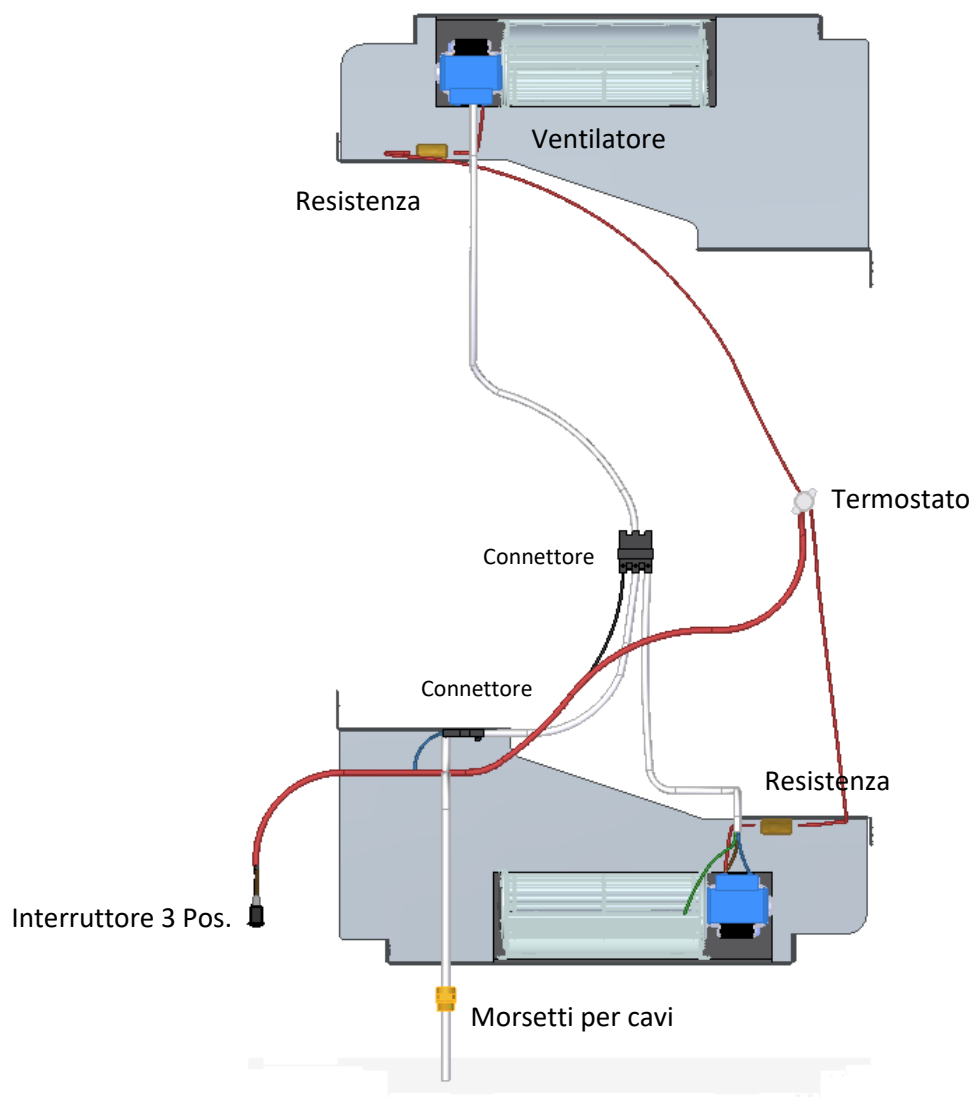 Ventilatore
Resistenza
Termostato
Connettore
Connettore
Resistenza
Interruttore 3 Pos.
Morsetti per cavi